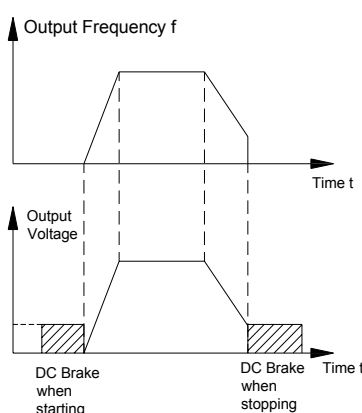 Output Frequency f
Time t
Output
Voltage
Time t
DC Brake
when
starting
DC Brake
when
stopping